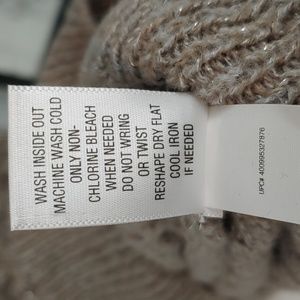 WASH INSIDE OUT
MACHINE WASH COLD
ONLY NON-
CHLORINE BLEACH
WHEN NEEDED
DO NOT WRING
OR TWIST
RESHAPE DRY FLAT
COOL IRON
IF NEEDED
UPC# 400995327876